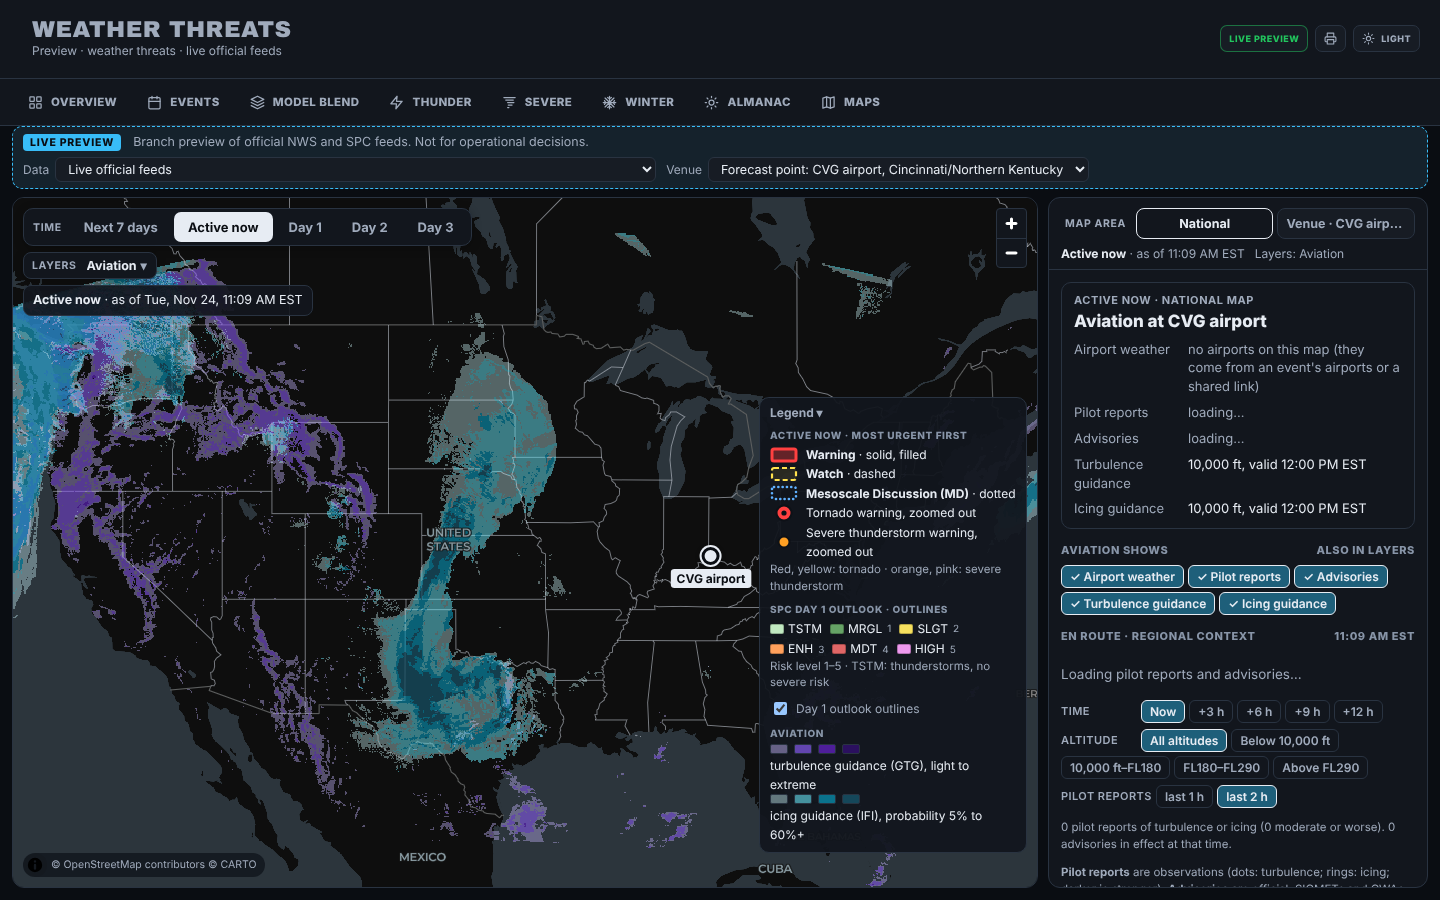 WEATHER THREATS
Preview · weather threats · live official feeds
LIVE PREVIEW
LIGHT
OVERVIEW
EVENTS
MODEL BLEND
THUNDER
SEVERE
WINTER
ALMANAC
MAPS
LIVE PREVIEW Branch preview of official NWS and SPC feeds. Not for operational decisions.
Data Live official feeds Venue Forecast point: CVG airport, Cincinnati/Northern Kentucky
TIME Next 7 days Active now Day 1 Day 2 Day 3
LAYERS Aviation ▾
Active now · as of Tue, Nov 24, 11:09 AM EST
+
−
UNITED
STATES
CVG airport
MEXICO
CUBA
© OpenStreetMap contributors © CARTO
Legend ▾
ACTIVE NOW · MOST URGENT FIRST
Warning · solid, filled
Watch · dashed
Mesoscale Discussion (MD) · dotted
Tornado warning, zoomed out
Severe thunderstorm warning,
zoomed out
Red, yellow: tornado · orange, pink: severe
thunderstorm
SPC DAY 1 OUTLOOK · OUTLINES
TSTM MRGL 1 SLGT 2
ENH 3 MDT 4 HIGH 5
Risk level 1–5 · TSTM: thunderstorms, no
severe risk
Day 1 outlook outlines
AVIATION
turbulence guidance (GTG), light to
extreme
icing guidance (IFI), probability 5% to
60%+
MAP AREA National Venue · CVG airp...
Active now · as of 11:09 AM EST Layers: Aviation
ACTIVE NOW · NATIONAL MAP
Aviation at CVG airport
Airport weather no airports on this map (they
come from an event's airports or a
shared link)
Pilot reports loading...
Advisories loading...
Turbulence 10,000 ft, valid 12:00 PM EST
guidance
Icing guidance 10,000 ft, valid 12:00 PM EST
AVIATION SHOWS ALSO IN LAYERS
✓ Airport weather ✓ Pilot reports ✓ Advisories
✓ Turbulence guidance ✓ Icing guidance
EN ROUTE · REGIONAL CONTEXT 11:09 AM EST
Loading pilot reports and advisories...
TIME Now +3 h +6 h +9 h +12 h
ALTITUDE All altitudes Below 10,000 ft
10,000 ft–FL180 FL180–FL290 Above FL290
PILOT REPORTS last 1 h last 2 h
0 pilot reports of turbulence or icing (0 moderate or worse). 0
advisories in effect at that time.
Pilot reports are observations (dots: turbulence; rings: icing;